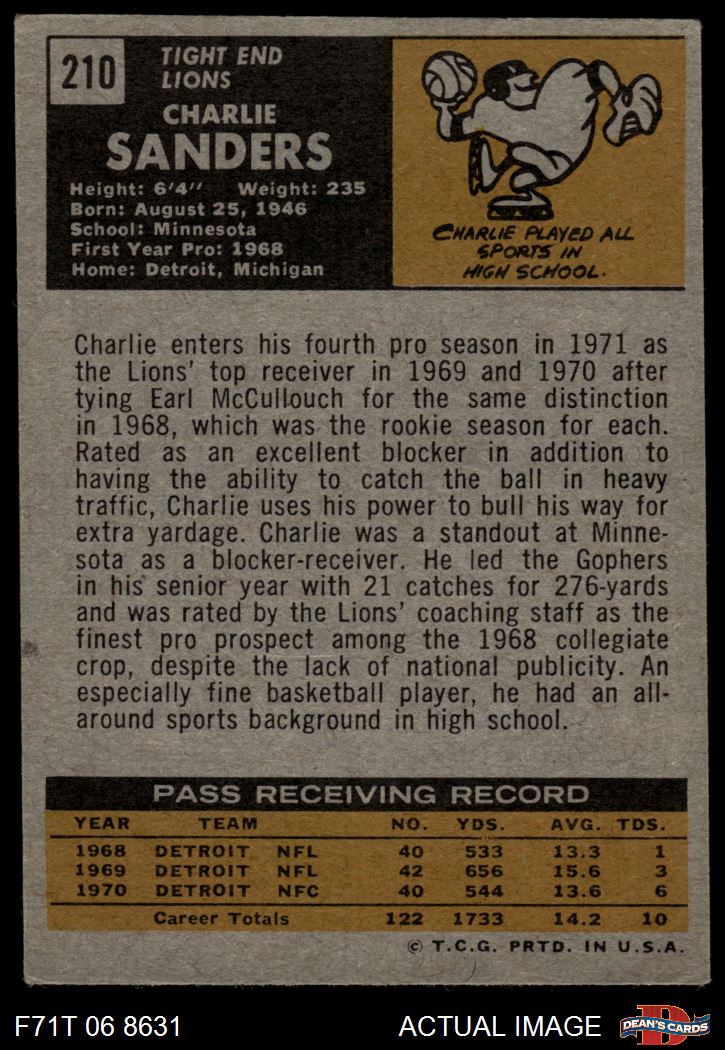 210
TIGHT END
LIONS
CHARLIE
SANDERS
Height: 6'4" Weight: 235
Born: August 25, 1946
School: Minnesota
First Year Pro: 1968
Home: Detroit, Michigan
CHARLIE PLAYED ALL
SPORTS IN
HIGH SCHOOL.
Charlie enters his fourth pro season in 1971 as
the Lions' top receiver in 1969 and 1970 after
tying Earl McCullouch for the same distinction
in 1968, which was the rookie season for each.
Rated as an excellent blocker in addition to
having the ability to catch the ball in heavy
traffic, Charlie uses his power to bull his way for
extra yardage. Charlie was a standout at Minne-
sota as a blocker-receiver. He led the Gophers
in his senior year with 21 catches for 276-yards
and was rated by the Lions' coaching staff as the
finest pro prospect among the 1968 collegiate
crop, despite the lack of national publicity. An
especially fine basketball player, he had an all-
around sports background in high school.
PASS RECEIVING RECORD
YEAR TEAM NO. YDS. AVG. TDS.
1968 DETROIT NFL 40 533 13.3 1
1969 DETROIT NFL 42 656 15.6 3
1970 DETROIT NFC 40 544 13.6 6
Career Totals 122 1733 14.2 10
© T.C.G. PRTD. IN U.S.A.
F71T 06 8631 ACTUAL IMAGE D DEAN'S CARDS